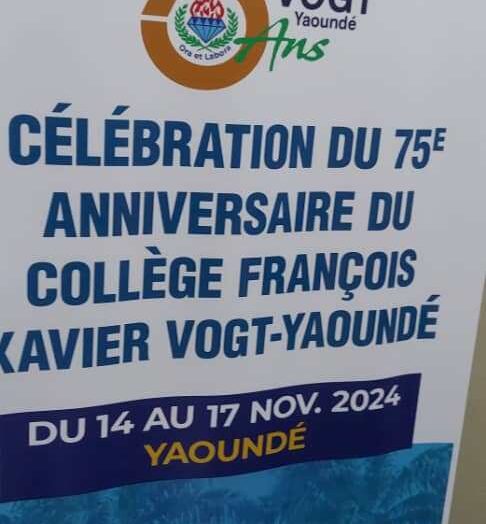 VOGT
Yaoundé
Ora et Labora
Ans
CÉLÉBRATION DU 75E
ANNIVERSAIRE DU
COLLÈGE FRANÇOIS
XAVIER VOGT-YAOUNDÉ
DU 14 AU 17 NOV. 2024
YAOUNDÉ